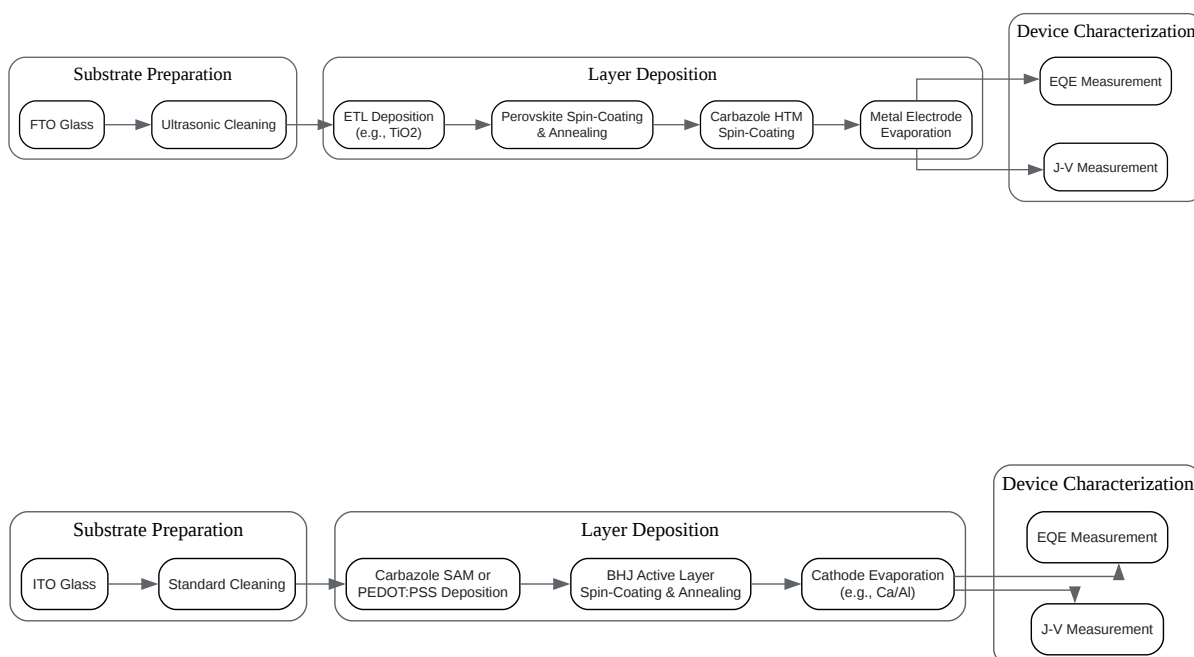 Device Characterization
Substrate Preparation
Layer Deposition
EQE Measurement
FTO Glass
Ultrasonic Cleaning
ETL Deposition
(e.g., TiO2)
Perovskite Spin-Coating
& Annealing
Carbazole HTM
Spin-Coating
Metal Electrode
Evaporation
J-V Measurement
Device Characterization
Substrate Preparation
Layer Deposition
EQE Measurement
ITO Glass
Standard Cleaning
Carbazole SAM or
PEDOT:PSS Deposition
BHJ Active Layer
Spin-Coating & Annealing
Cathode Evaporation
(e.g., Ca/Al)
J-V Measurement